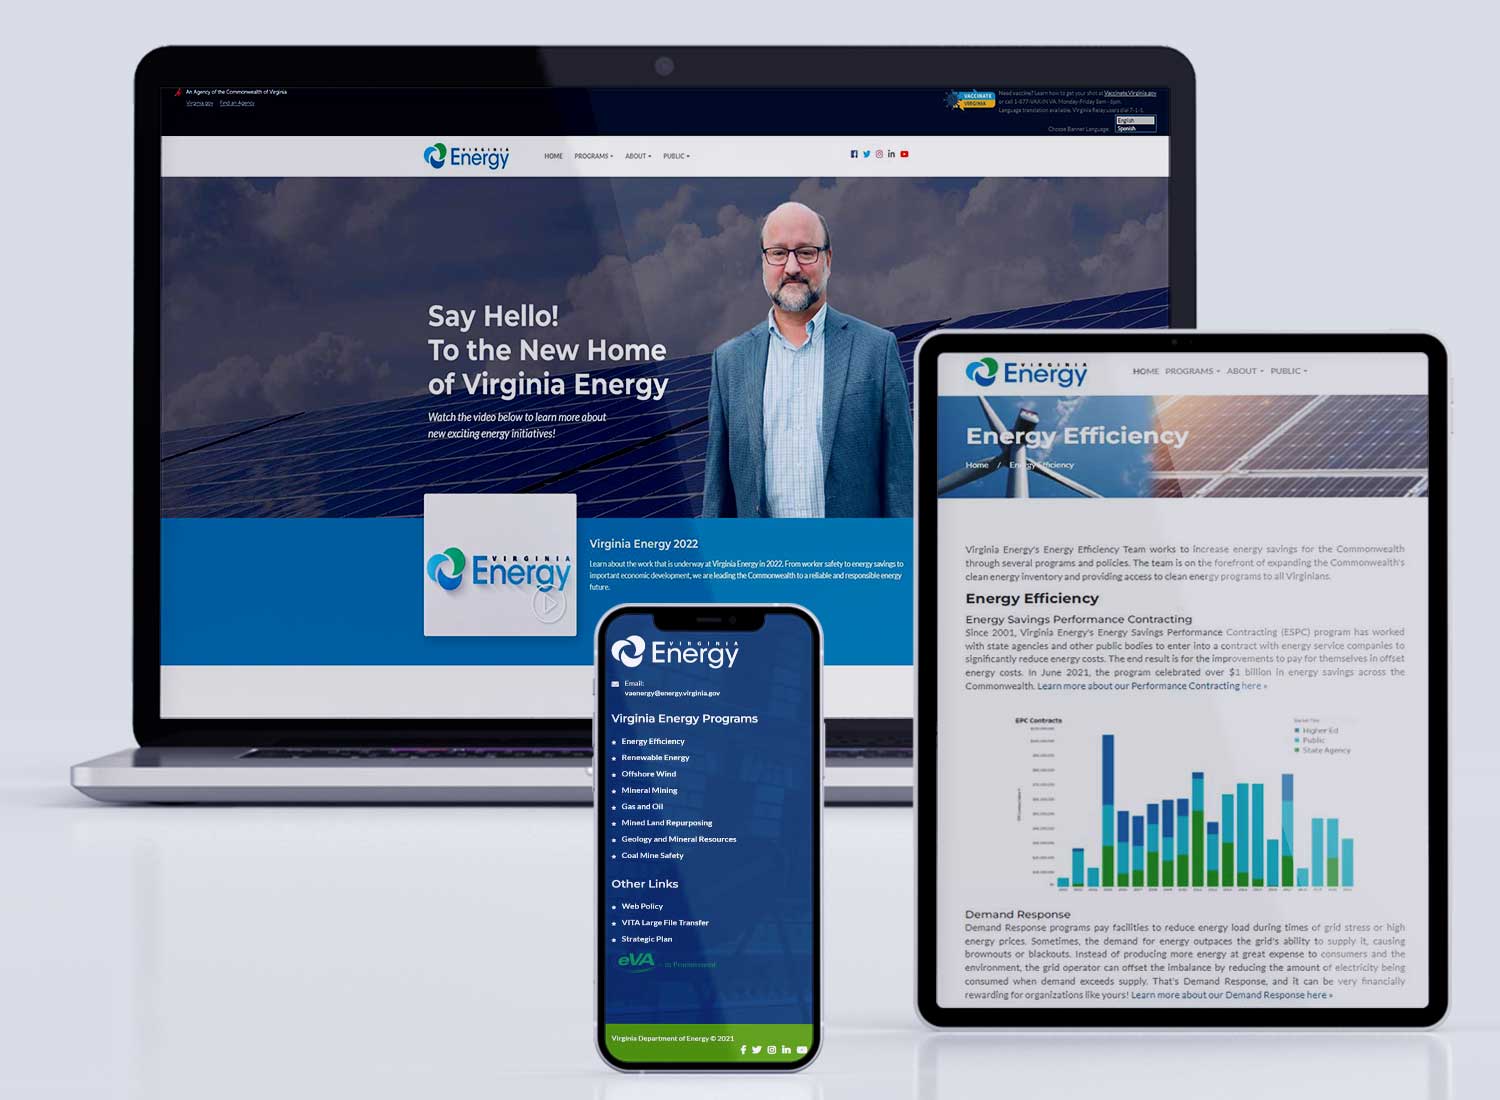 An Agency of the Commonwealth of Virginia
Virginia.gov Find an Agency
VACCINATE
VIRGINIA
Need vaccine? Learn how to get your shot at Vaccinate.Virginia.gov
or call 1-877-VAX-IN VA, Monday-Friday 8am - 6pm.
Language translation available. Virginia Relay users dial 7-1-1.
Choose Banner Language:
English
Spanish
VIRGINIA
Energy
HOME PROGRAMS ABOUT PUBLIC
Say Hello!
To the New Home
of Virginia Energy
Watch the video below to learn more about
new exciting energy initiatives!
VIRGINIA
Energy
Virginia Energy 2022
Learn about the work that is underway at Virginia Energy in 2022. From worker safety to energy savings to
important economic development, we are leading the Commonwealth to a reliable and responsible energy
future.
VIRGINIA
Energy
Email:
vaenergy@energy.virginia.gov
Virginia Energy Programs
Energy Efficiency
Renewable Energy
Offshore Wind
Mineral Mining
Gas and Oil
Mined Land Repurposing
Geology and Mineral Resources
Coal Mine Safety
Other Links
Web Policy
VITA Large File Transfer
Strategic Plan
eVA
Virginia Department of Energy © 2021
VIRGINIA
Energy
HOME PROGRAMS ABOUT PUBLIC
Energy Efficiency
Home / Energy Efficiency
Virginia Energy's Energy Efficiency Team works to increase energy savings for the Commonwealth
through several programs and policies. The team is on the forefront of expanding the Commonwealth's
clean energy inventory and providing access to clean energy programs to all Virginians.
Energy Efficiency
Energy Savings Performance Contracting
Since 2001, Virginia Energy's Energy Savings Performance Contracting (ESPC) program has worked
with state agencies and other public bodies to enter into a contract with energy service companies to
significantly reduce energy costs. The end result is for the improvements to pay for themselves in offset
energy costs. In June 2021, the program celebrated over $1 billion in energy savings across the
Commonwealth. Learn more about our Performance Contracting here »
EPC Contracts
Higher Ed
Public
State Agency
Demand Response
Demand Response programs pay facilities to reduce energy load during times of grid stress or high
energy prices. Sometimes, the demand for energy outpaces the grid's ability to supply it, causing
brownouts or blackouts. Instead of producing more energy at great expense to consumers and the
environment, the grid operator can offset the imbalance by reducing the amount of electricity being
consumed when demand exceeds supply. That's Demand Response, and it can be very financially
rewarding for organizations like yours! Learn more about our Demand Response here »